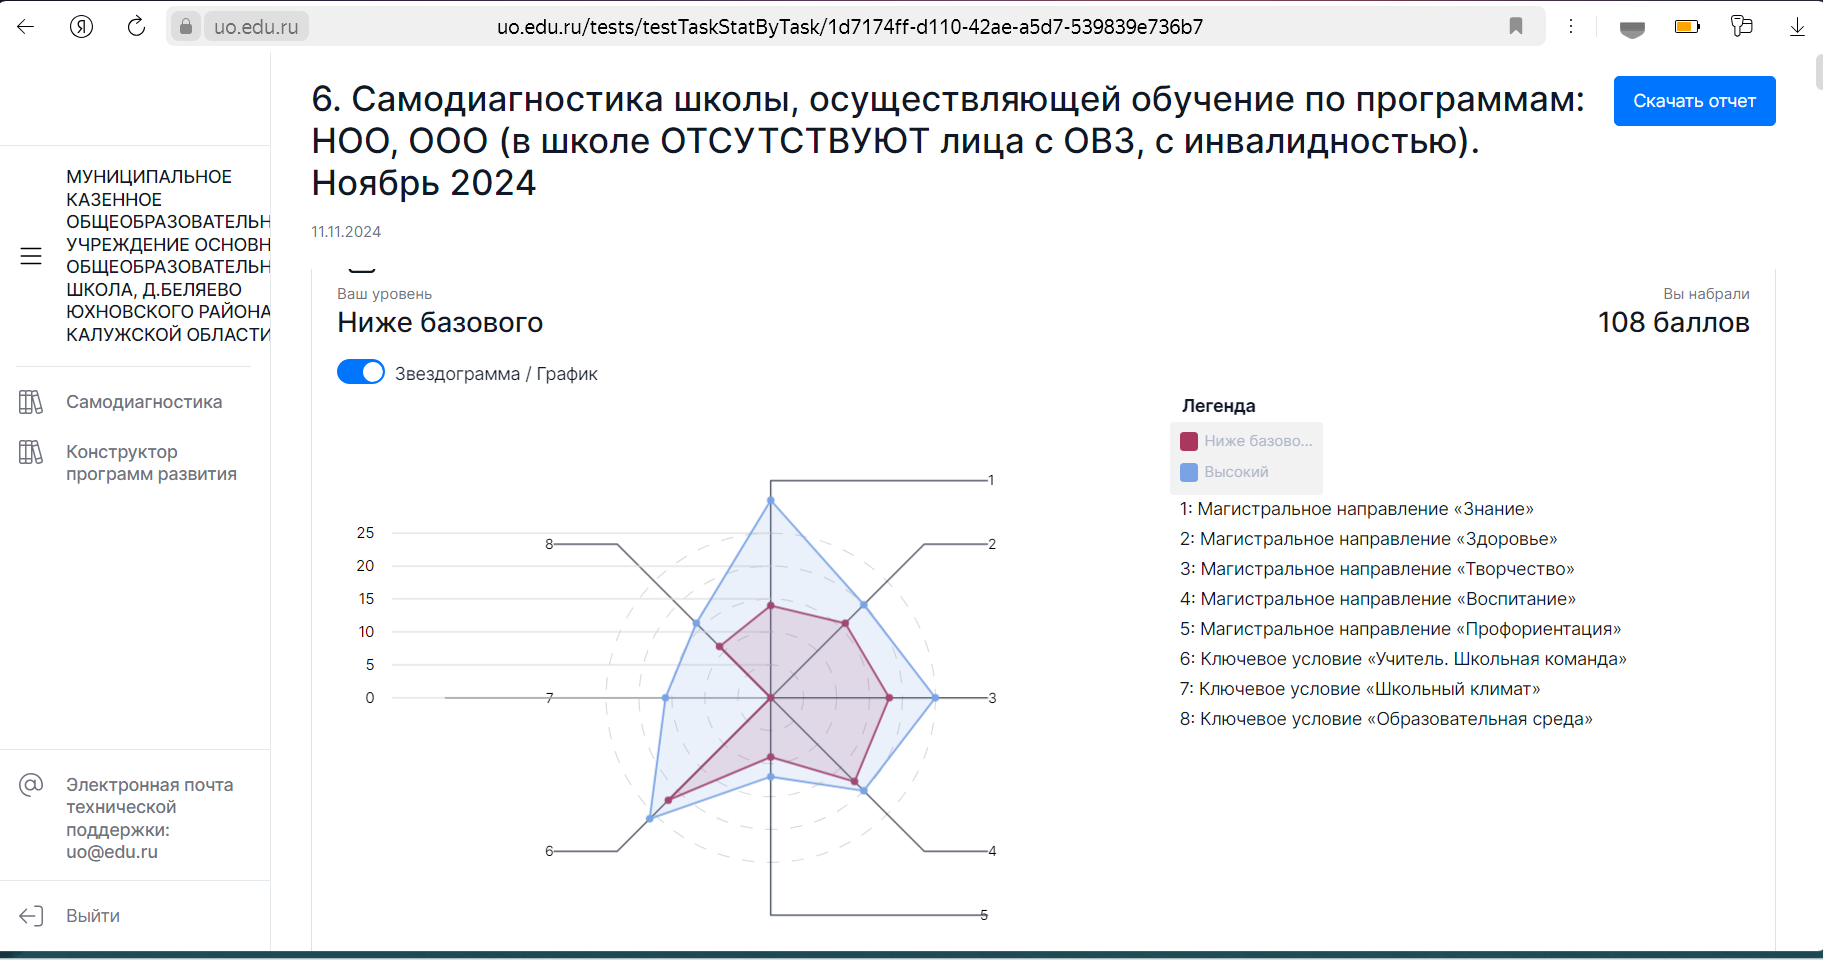 uo.edu.ru
uo.edu.ru/tests/testTaskStatByTask/1d7174ff-d110-42ae-a5d7-539839e736b7
МУНИЦИПАЛЬНОЕ
КАЗЕННОЕ
ОБЩЕОБРАЗОВАТЕЛЬН
УЧРЕЖДЕНИЕ ОСНОВН
ОБЩЕОБРАЗОВАТЕЛЬН
ШКОЛА, Д.БЕЛЯЕВО
ЮХНОВСКОГО РАЙОНА
КАЛУЖСКОЙ ОБЛАСТИ
Самодиагностика
Конструктор
программ развития
Электронная почта
технической
поддержки:
uo@edu.ru
Выйти
6. Самодиагностика школы, осуществляющей обучение по программам:
НОО, ООО (в школе ОТСУТСТВУЮТ лица с ОВЗ, с инвалидностью).
Ноябрь 2024
Скачать отчет
11.11.2024
Ваш уровень
Ниже базового
Вы набрали
108 баллов
Звездограмма / График
25
20
15
10
5
0
1
2
3
4
5
6
7
8
Легенда
Ниже базово...
Высокий
1: Магистральное направление «Знание»
2: Магистральное направление «Здоровье»
3: Магистральное направление «Творчество»
4: Магистральное направление «Воспитание»
5: Магистральное направление «Профориентация»
6: Ключевое условие «Учитель. Школьная команда»
7: Ключевое условие «Школьный климат»
8: Ключевое условие «Образовательная среда»